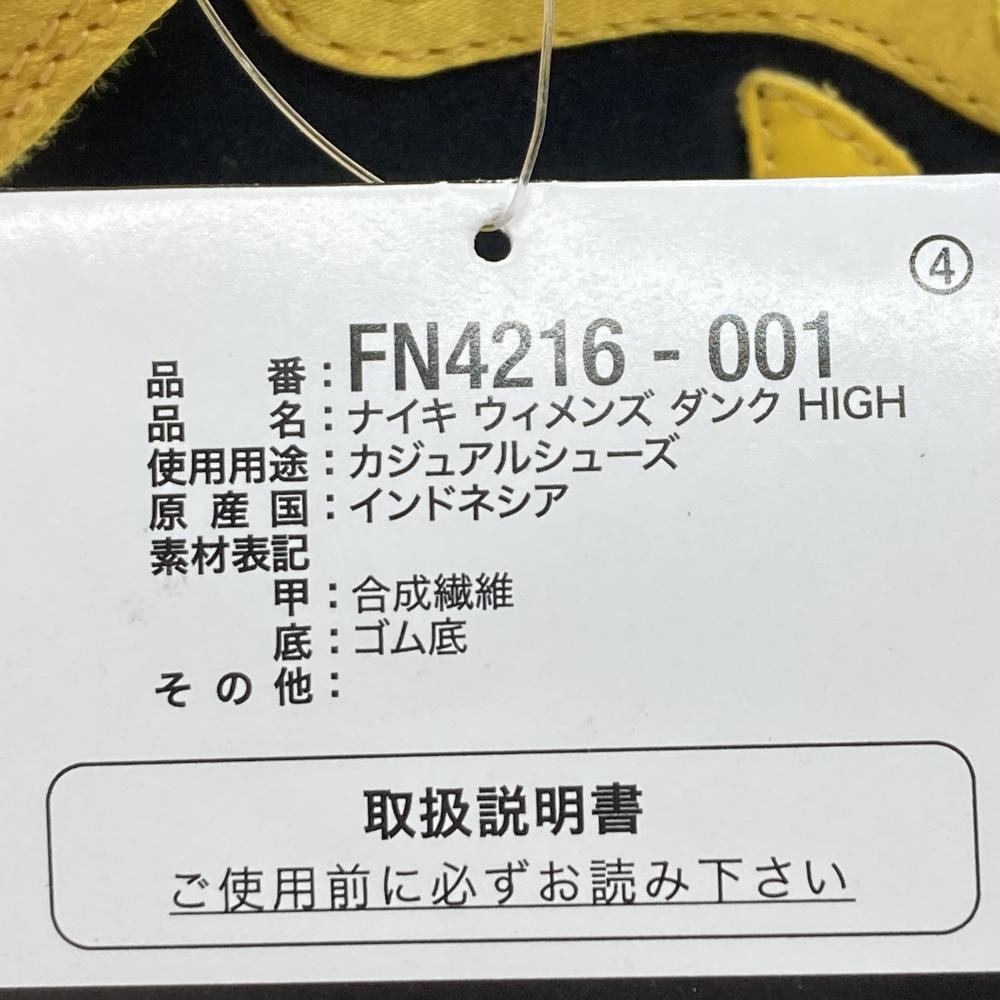 ④
品番：FN4216 - 001
品名：ナイキ ウィメンズ ダンク HIGH
使用用途：カジュアルシューズ
原産国：インドネシア
素材表記
甲：合成繊維
底：ゴム底
その他：
取扱説明書
ご使用前に必ずお読み下さい